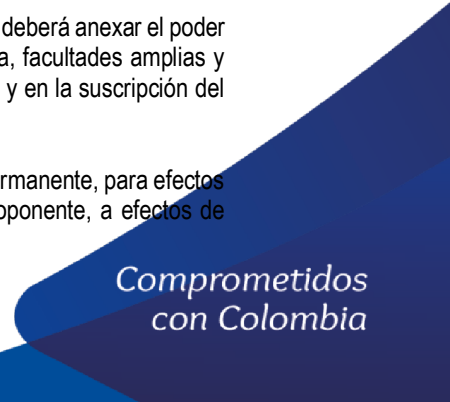 deberá anexar el poder
a, facultades amplias y
y en la suscripción del
rmanente, para efectos
oponente, a efectos de
Comprometidos
con Colombia